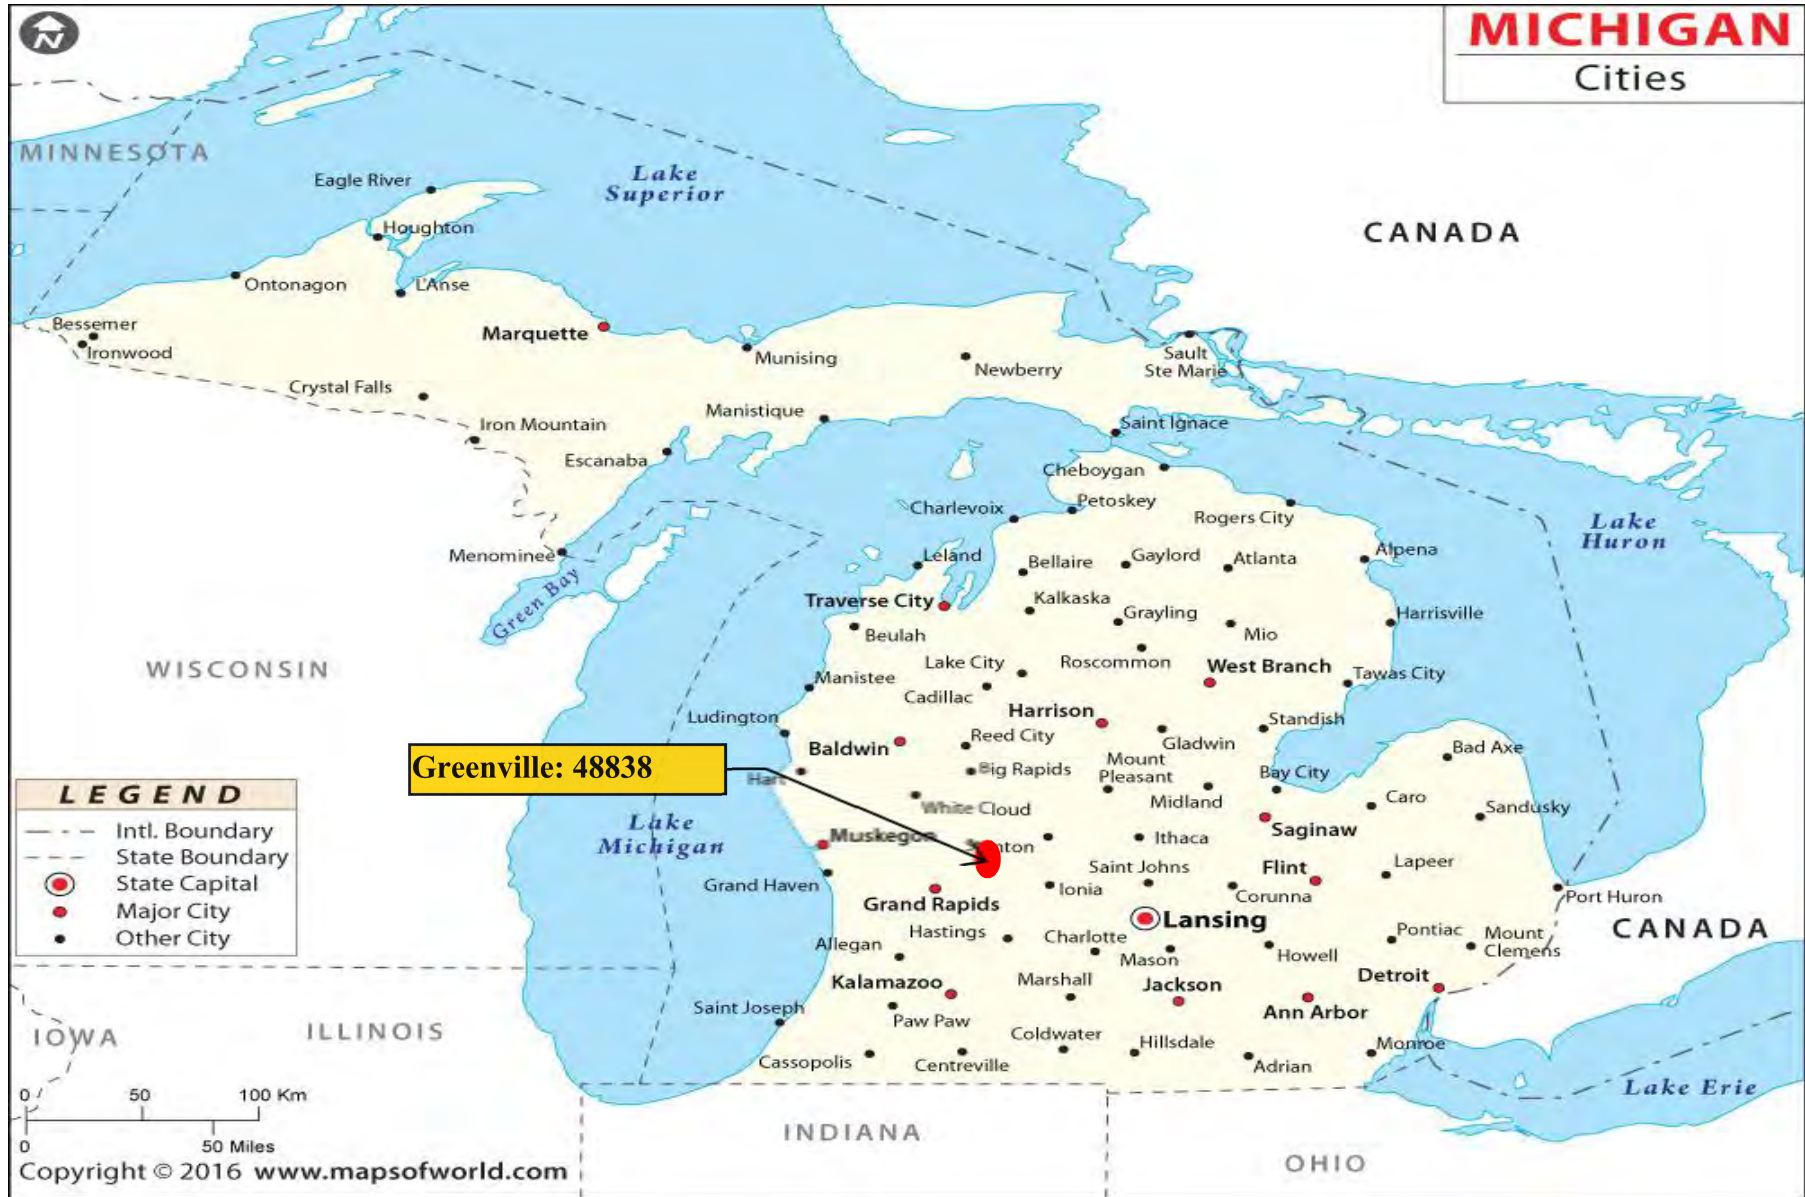 N
MICHIGAN
Cities
MINNESOTA
Eagle River
Lake
Superior
Houghton
CANADA
Ontonagon
L'Anse
Bessemer
Ironwood
Marquette
Munising
Newberry
Sault
Ste Marie
Crystal Falls
Manistique
Iron Mountain
Saint Ignace
Escanaba
Cheboygan
Charlevoix
Petoskey
Rogers City
Lake
Huron
Menominee
Leland
Bellaire
Gaylord
Atlanta
Alpena
Green Bay
Traverse City
Kalkaska
Grayling
Harrisville
Beulah
Mio
WISCONSIN
Lake City
Roscommon
West Branch
Manistee
Cadillac
Tawas City
Ludington
Harrison
Standish
Baldwin
Reed City
Gladwin
Bad Axe
Greenville: 48838
Hart
Big Rapids
Mount
Pleasant
Bay City
LEGEND
Intl. Boundary
State Boundary
State Capital
Major City
Other City
White Cloud
Midland
Caro
Sandusky
Lake
Michigan
Muskegon
Ithaca
Saginaw
Saint Johns
Flint
Lapeer
Grand Haven
Ionia
Corunna
Port Huron
Grand Rapids
Lansing
CANADA
Allegan
Hastings
Charlotte
Mason
Howell
Pontiac
Mount
Clemens
Kalamazoo
Marshall
Jackson
Detroit
Saint Joseph
Paw Paw
Ann Arbor
IOWA
ILLINOIS
Coldwater
Hillsdale
Monroe
Cassopolis
Centreville
Adrian
Lake Erie
0 50 100 Km
0 50 Miles
INDIANA
OHIO
Copyright © 2016 www.mapsofworld.com